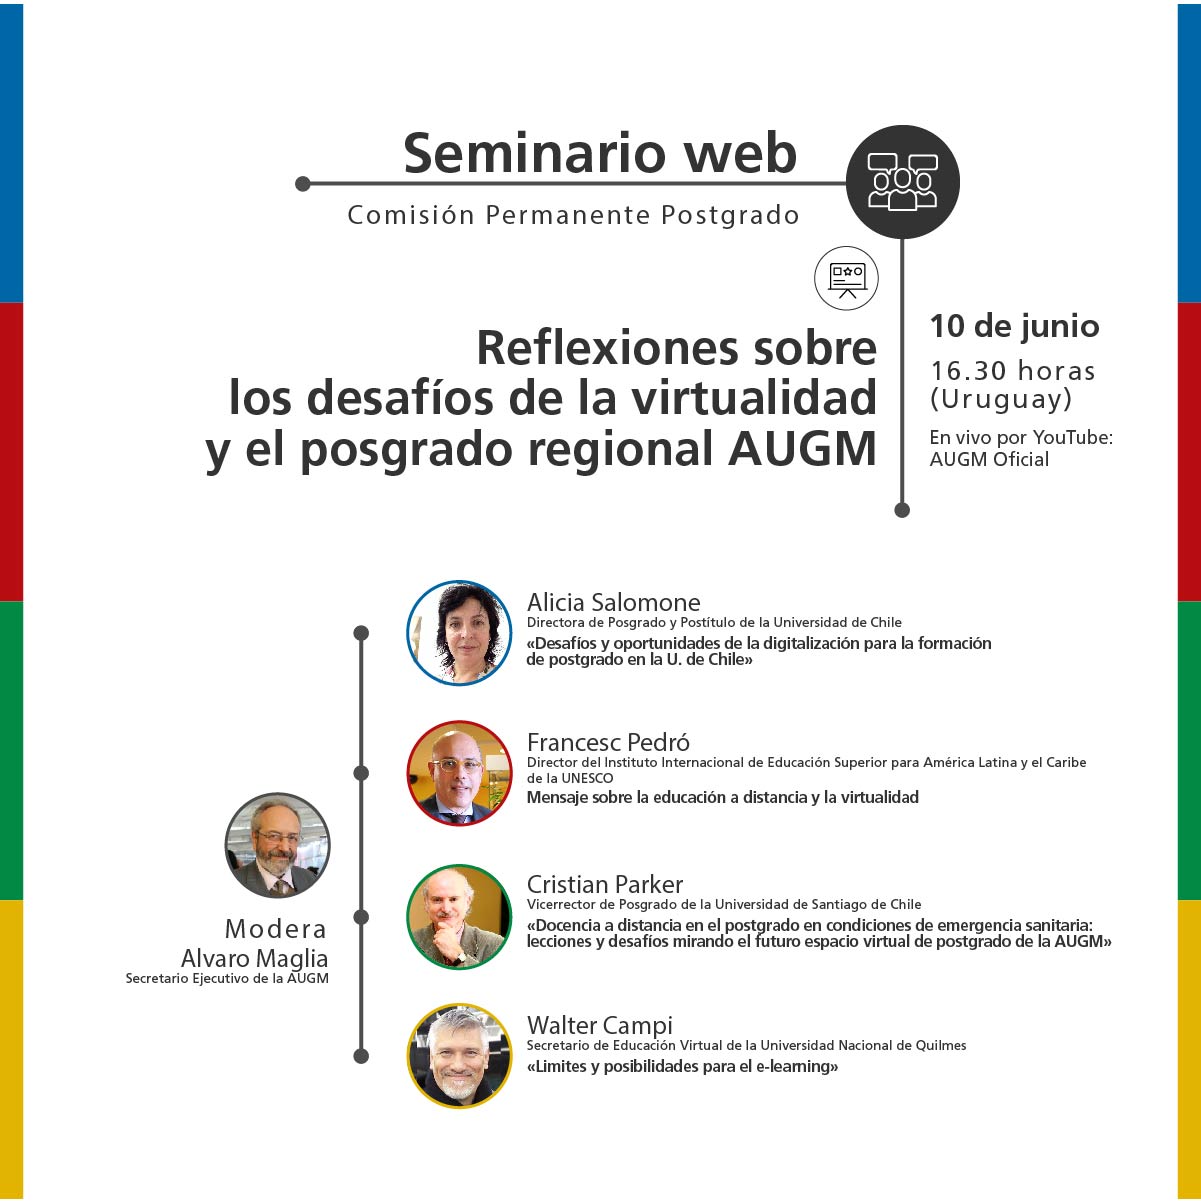 Seminario web
Comisión Permanente Postgrado
Reflexiones sobre
los desafíos de la virtualidad
y el posgrado regional AUGM
10 de junio
16.30 horas
(Uruguay)
En vivo por YouTube:
AUGM Oficial
Alicia Salomone
Directora de Posgrado y Postítulo de la Universidad de Chile
«Desafíos y oportunidades de la digitalización para la formación
de postgrado en la U. de Chile»
Francesc Pedró
Director del Instituto Internacional de Educación Superior para América Latina y el Caribe
de la UNESCO
Mensaje sobre la educación a distancia y la virtualidad
Cristian Parker
Vicerrector de Posgrado de la Universidad de Santiago de Chile
«Docencia a distancia en el postgrado en condiciones de emergencia sanitaria:
lecciones y desafíos mirando el futuro espacio virtual de postgrado de la AUGM»
Walter Campi
Secretario de Educación Virtual de la Universidad Nacional de Quilmes
«Limites y posibilidades para el e-learning»
Modera
Alvaro Maglia
Secretario Ejecutivo de la AUGM